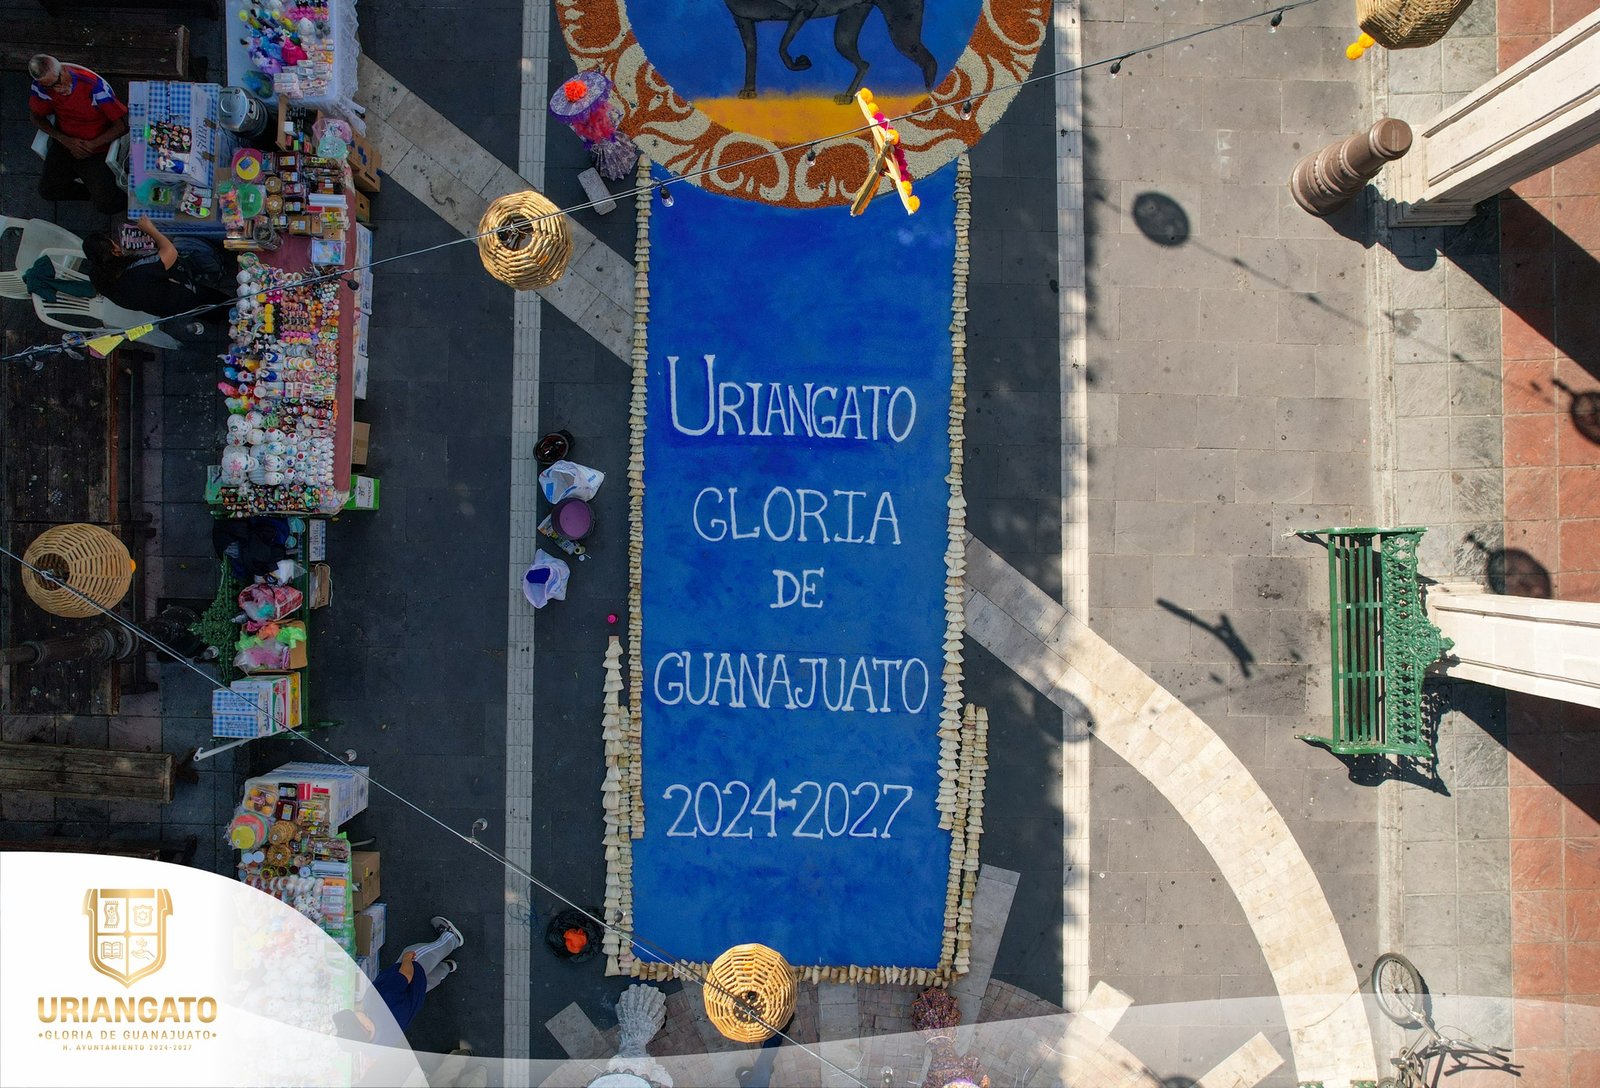 URIANGATO
GLORIA
DE
GUANAJUATO
2024-2027
URIANGATO
•GLORIA DE GUANAJUATO•
H. AYUNTAMIENTO 2024-2027